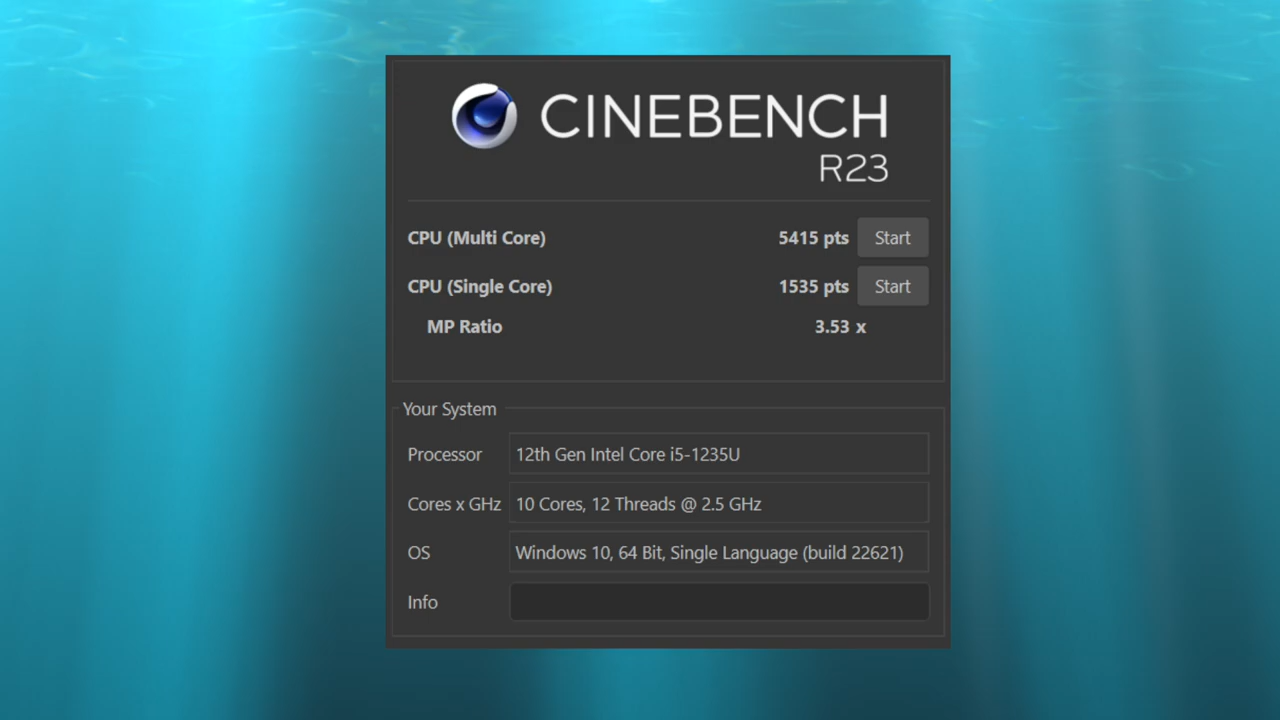 CINEBENCH
R23
CPU (Multi Core) 5415 pts Start
CPU (Single Core) 1535 pts Start
MP Ratio 3.53 x
Your System
Processor 12th Gen Intel Core i5-1235U
Cores x GHz 10 Cores, 12 Threads @ 2.5 GHz
OS Windows 10, 64 Bit, Single Language (build 22621)
Info